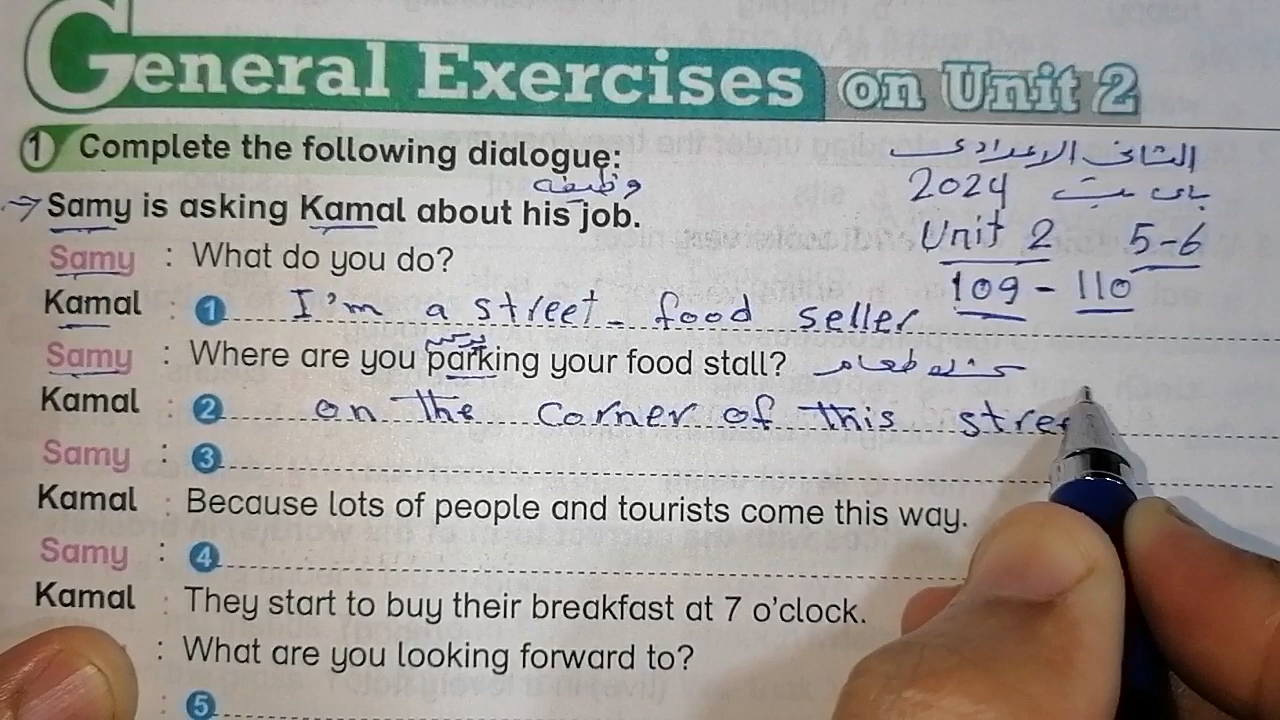 General Exercises on Unit 2
1 Complete the following dialogue:
الثانى الاعدادى
وظيفة
2024
Samy is asking Kamal about his job.
Unit 2 5-6
Samy : What do you do?
109 - 110
Kamal : 1 I'm a street food seller
Samy : Where are you parking your food stall?
Kamal : 2 on the corner of this stree
Samy : 3
Kamal : Because lots of people and tourists come this way.
Samy : 4
Kamal : They start to buy their breakfast at 7 o'clock.
: What are you looking forward to?
: 5